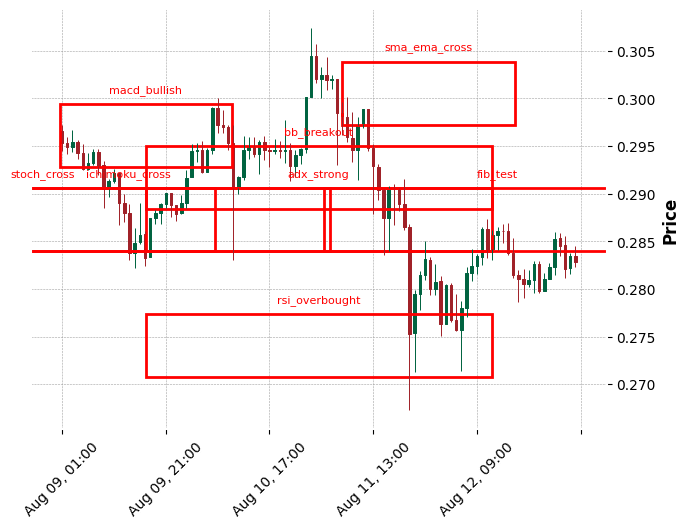 sma_ema_cross
0.305
macd_bullish
0.300
bb_breakout
0.295
stoch_cross
ichimoku_cross
adx_strong
fib_test
0.290
0.285
rsi_overbought
0.280
0.275
0.270
Price
Aug 09, 01:00
Aug 09, 21:00
Aug 10, 17:00
Aug 11, 13:00
Aug 12, 09:00